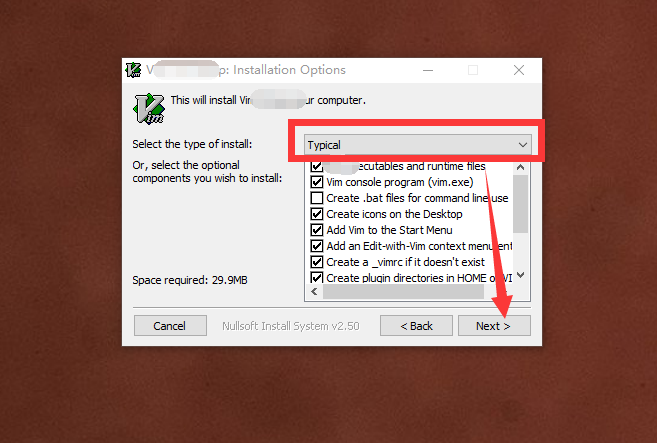 V p: Installation Options
This will install Vim ur computer.
Vim
Select the type of install:
Typical
Or, select the optional
components you wish to install:
ecutables and runtime files
Vim console program (vim.exe)
Create .bat files for command line use
Create icons on the Desktop
Add Vim to the Start Menu
Add an Edit-with-Vim context menu ent
Create a _vimrc if it doesn't exist
Create plugin directories in HOME or VI
Space required: 29.9MB
Cancel
Nullsoft Install System v2.50
< Back
Next >